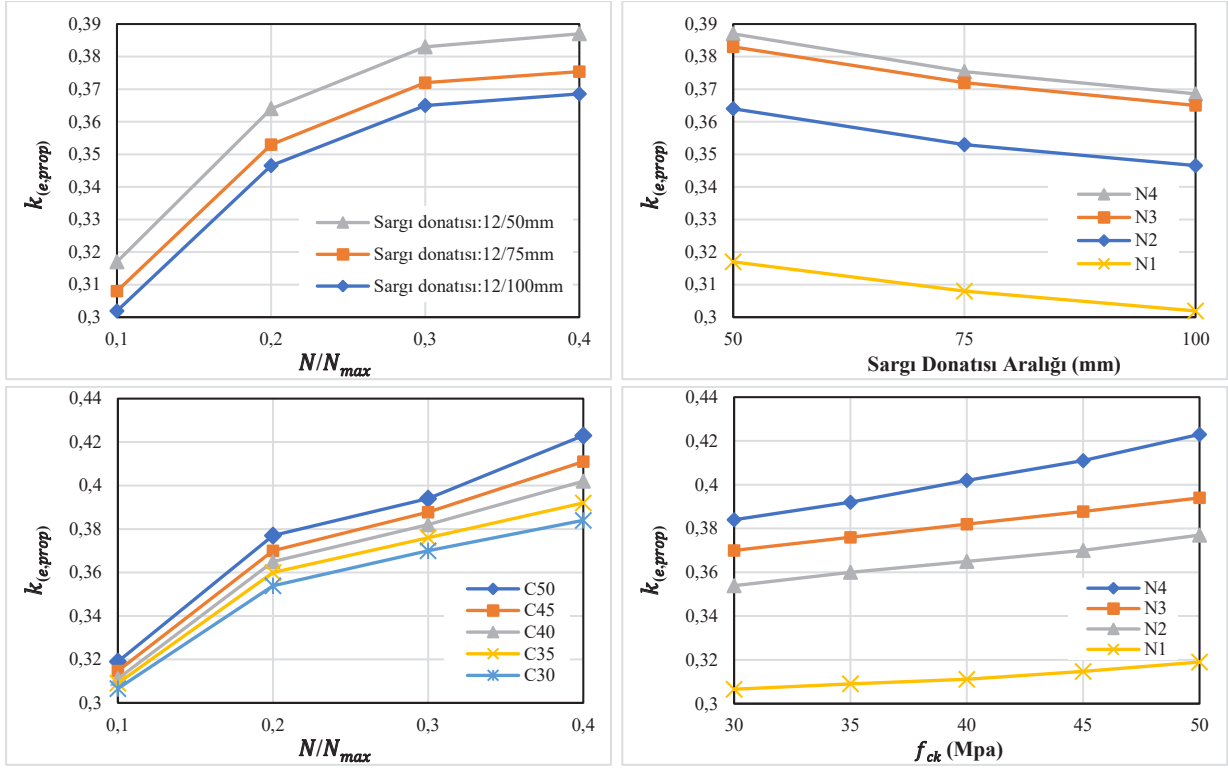 0,39
0,38
0,37
0,36
0,35
0,34
0,33
0,32
0,31
0,3
k(e,prop)
0,1
0,2
0,3
0,4
N/Nmax
Sargı donatısı:12/50mm
Sargı donatısı:12/75mm
Sargı donatısı:12/100mm
0,39
0,38
0,37
0,36
0,35
0,34
0,33
0,32
0,31
0,3
k(e,prop)
50
75
100
Sargı Donatısı Aralığı (mm)
N4
N3
N2
N1
0,44
0,42
0,4
0,38
0,36
0,34
0,32
0,3
k(e,prop)
0,1
0,2
0,3
0,4
N/Nmax
C50
C45
C40
C35
C30
0,44
0,42
0,4
0,38
0,36
0,34
0,32
0,3
k(e,prop)
30
35
40
45
50
fck (Mpa)
N4
N3
N2
N1